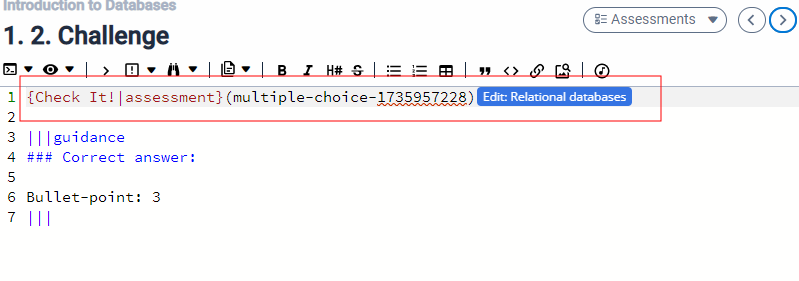 Introduction to Databases
Assessments
1. 2. Challenge
B I H# S
1 {Check It!|assessment}(multiple-choice-1735957228) Edit: Relational databases
2
3 |||guidance
4 ### Correct answer:
5
6 Bullet-point: 3
7 |||